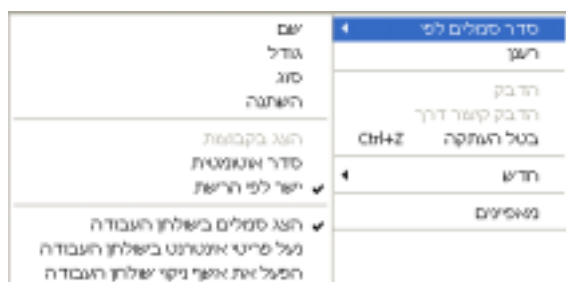 סדר סמלים לפי
רענן
הדבק
הדבק קיצור דרך
בטל העתקה Ctrl+Z
חדש
מאפיינים
שם
גודל
סוג
השתנה
הצג בקבוצות
סדר אוטומטית
ישר לפי הרשת
הצג סמלים בשולחן העבודה
נעל פריטי אינטרנט בשולחן העבודה
הפעל את אשף ניקוי שולחן העבודה